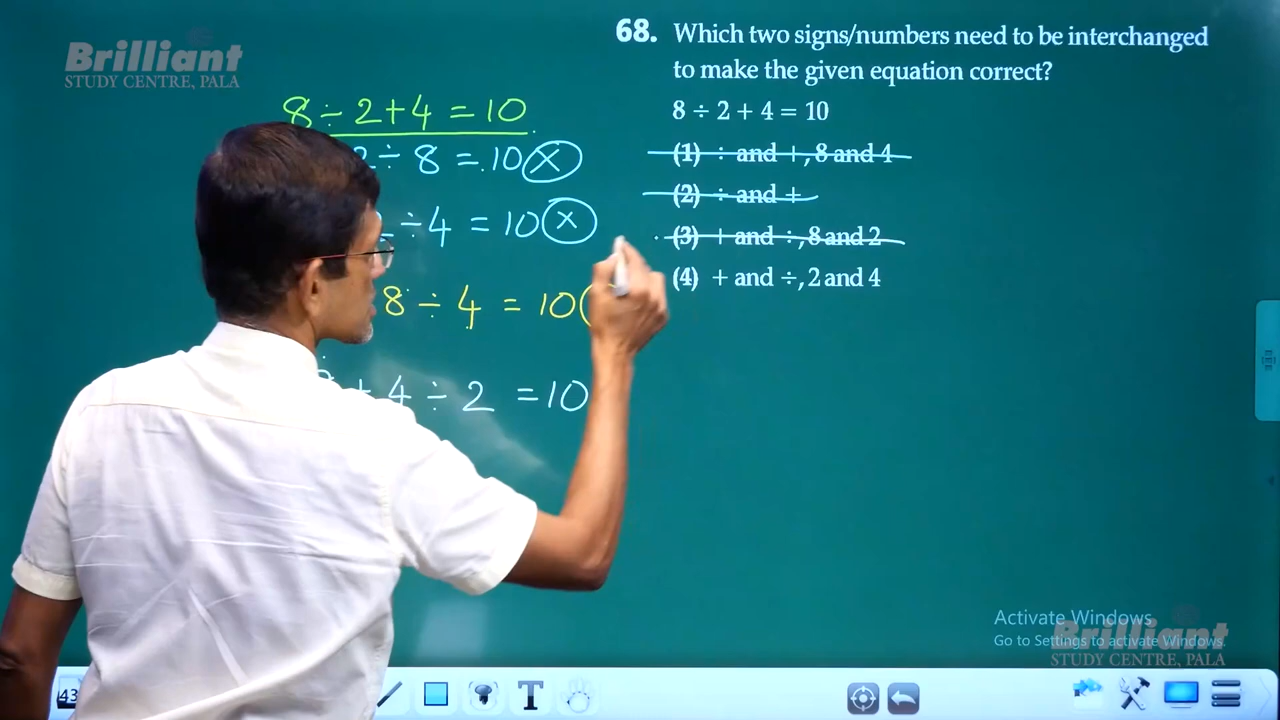 Brilliant
STUDY CENTRE, PALA
8 ÷ 2 + 4 = 10
2 ÷ 8 = 10 ×
2 ÷ 4 = 10 ×
8 ÷ 4 = 10
+ 4 ÷ 2 = 10
68. Which two signs/numbers need to be interchanged
to make the given equation correct?
8 ÷ 2 + 4 = 10
(1) ÷ and +, 8 and 4
(2) ÷ and +
(3) + and ÷, 8 and 2
(4) + and ÷, 2 and 4
Activate Windows
Go to Settings to activate Windows.
Brilliant
STUDY CENTRE, PALA
43
T